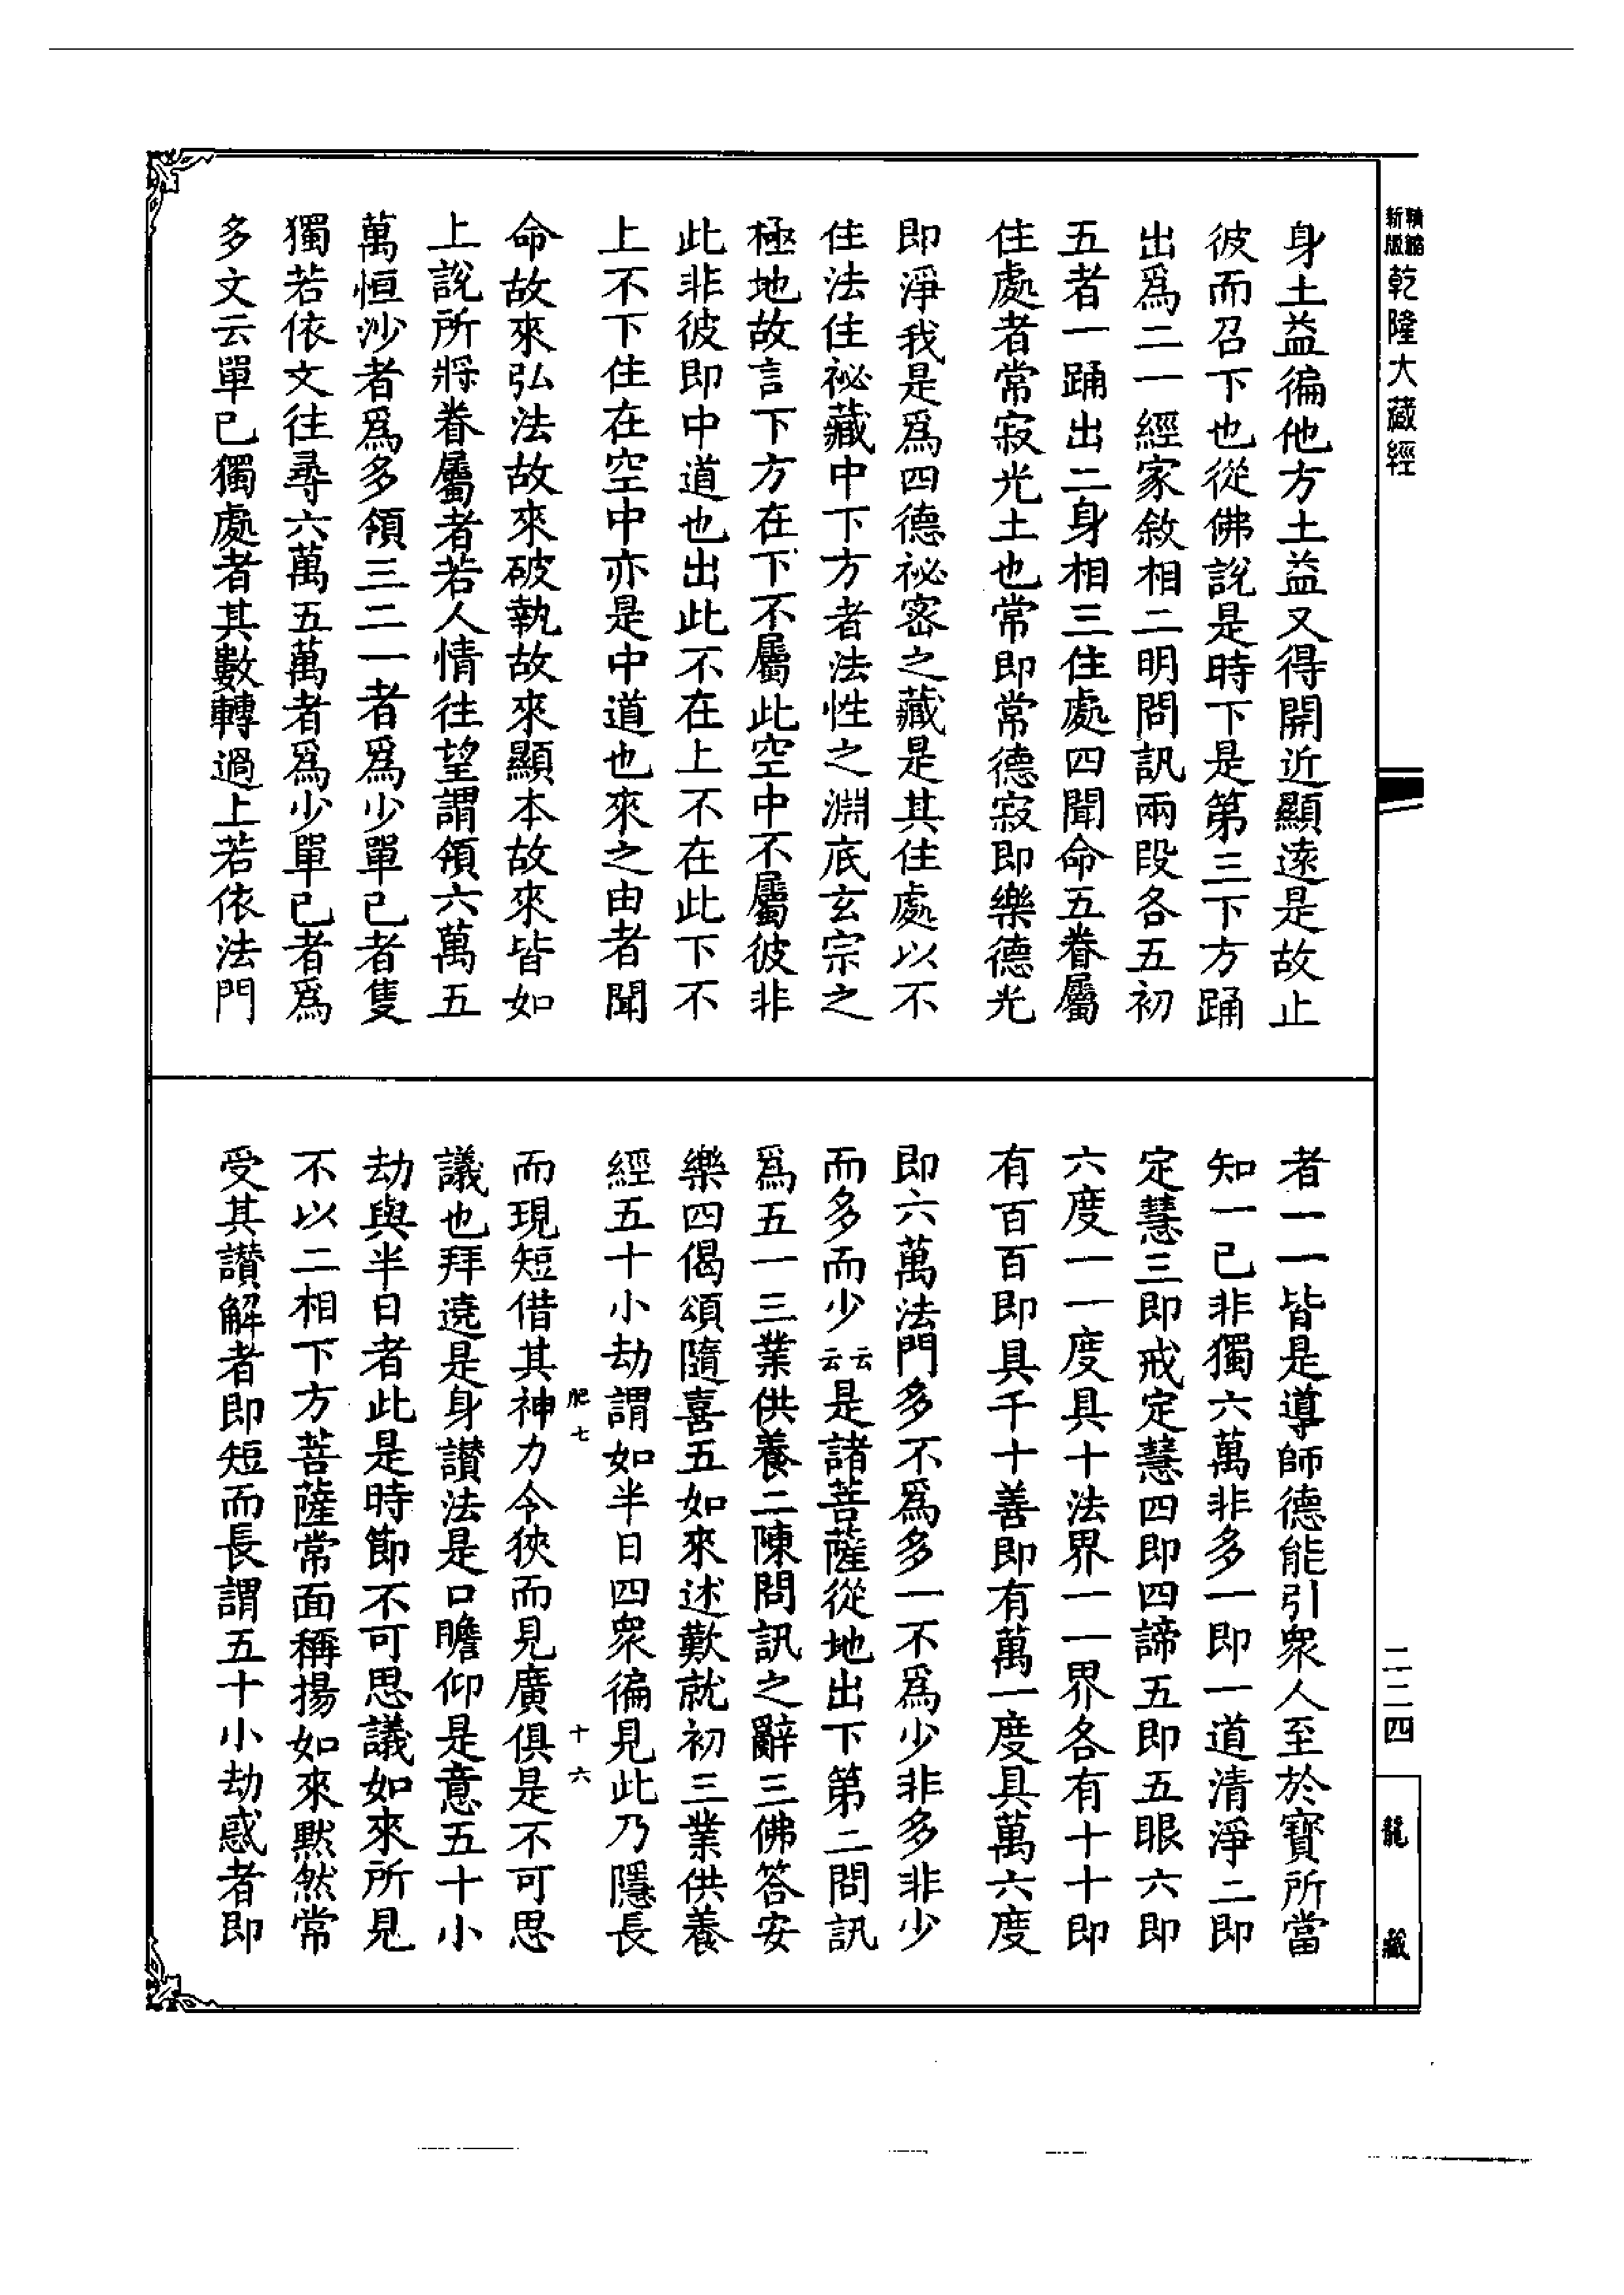 精縮新版乾隆大藏經
身土益徧他方土益又得開近顯遠是故止
彼而召下也從佛說是時下是第三下方踊
出爲二一經家敘相二明問訊兩段各五初
五者一踊出二身相三住處四聞命五眷屬
住處者常寂光土也常即常德寂即樂德光
即淨我是爲四德祕密之藏是其住處以不
住法住祕藏中下方者法性之淵底玄宗之
極地故言下方在下不屬此空中不屬彼非
此非彼即中道也出此不在上不在此下不
上不下住在空中亦是中道也來之由者聞
命故來弘法故來破執故來顯本故來皆如
上說所將眷屬者若人情往望謂領六萬五
萬恒沙者爲多領三二一者爲少單已者隻
獨若依文往尋六萬五萬者爲少單已者爲
多文云單已獨處者其數轉過上若依法門
者一一皆是導師德能引眾人至於寶所當
知一已非獨六萬非多一即一道清淨二即
定慧三即戒定慧四即四諦五即五眼六即
六度一一度具十法界一一界各有十十即
有百百即具千十善即有萬一度具萬六度
即六萬法門多不爲多一不爲少非多非少
而多而少云云是諸菩薩從地出下第二問訊
爲五一三業供養二陳問訊之辭三佛答安
樂四偈頌隨喜五如來述歎就初三業供養
經五十小劫謂如半日四眾徧見此乃隱長
肥七 十六
而現短借其神力令狹而見廣俱是不可思
議也拜遶是身讚法是口瞻仰是意五十小
劫與半日者此是時節不可思議如來所見
不以二相下方菩薩常面稱揚如來默然常
受其讚解者即短而長謂五十小劫惑者即
二二四
龍藏